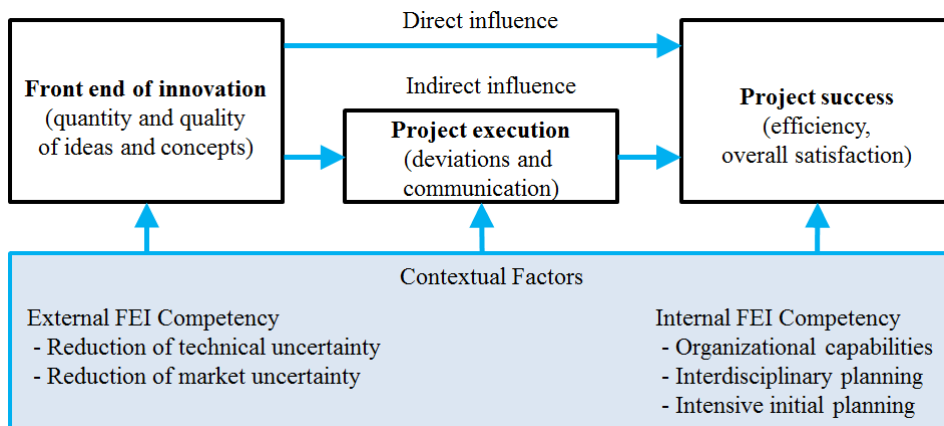 Direct influence
Front end of innovation
(quantity and quality
of ideas and concepts)
Indirect influence
Project execution
(deviations and
communication)
Project success
(efficiency,
overall satisfaction)
Contextual Factors
External FEI Competency
- Reduction of technical uncertainty
- Reduction of market uncertainty
Internal FEI Competency
- Organizational capabilities
- Interdisciplinary planning
- Intensive initial planning